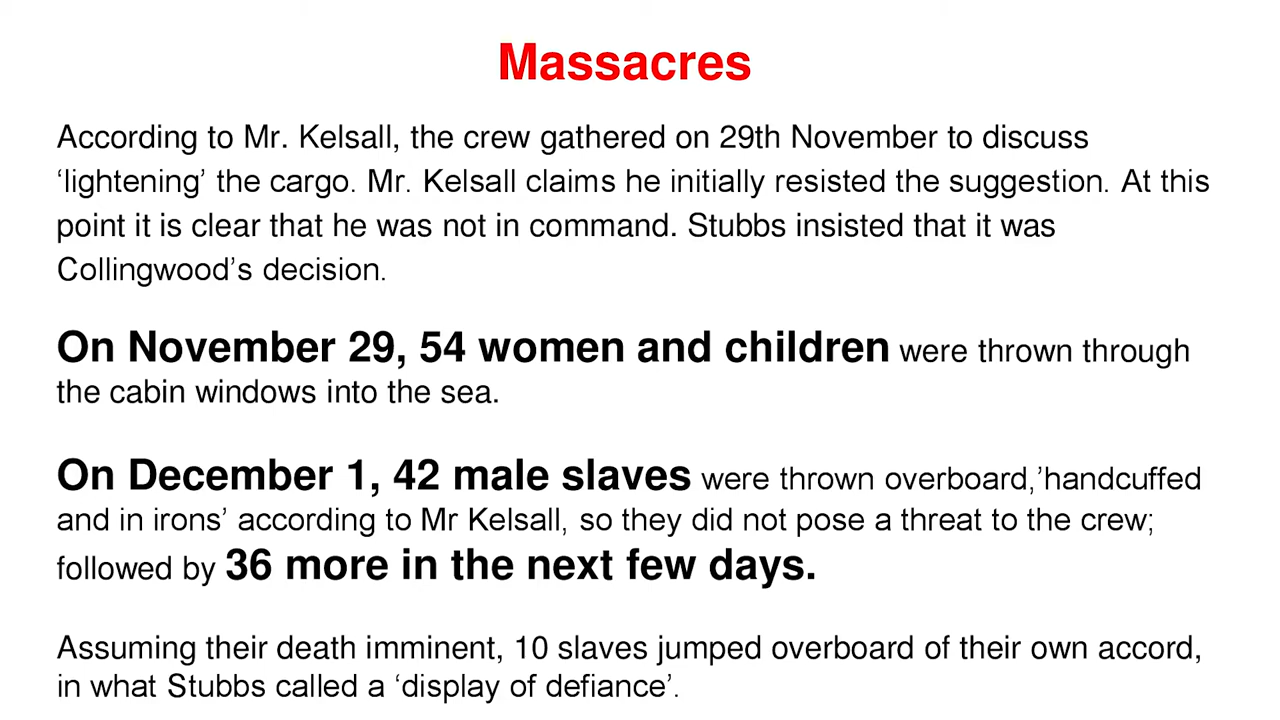 Massacres
According to Mr. Kelsall, the crew gathered on 29th November to discuss
‘lightening’ the cargo. Mr. Kelsall claims he initially resisted the suggestion. At this
point it is clear that he was not in command. Stubbs insisted that it was
Collingwood’s decision.
On November 29, 54 women and children were thrown through
the cabin windows into the sea.
On December 1, 42 male slaves were thrown overboard,’handcuffed
and in irons’ according to Mr Kelsall, so they did not pose a threat to the crew;
followed by 36 more in the next few days.
Assuming their death imminent, 10 slaves jumped overboard of their own accord,
in what Stubbs called a ‘display of defiance’.